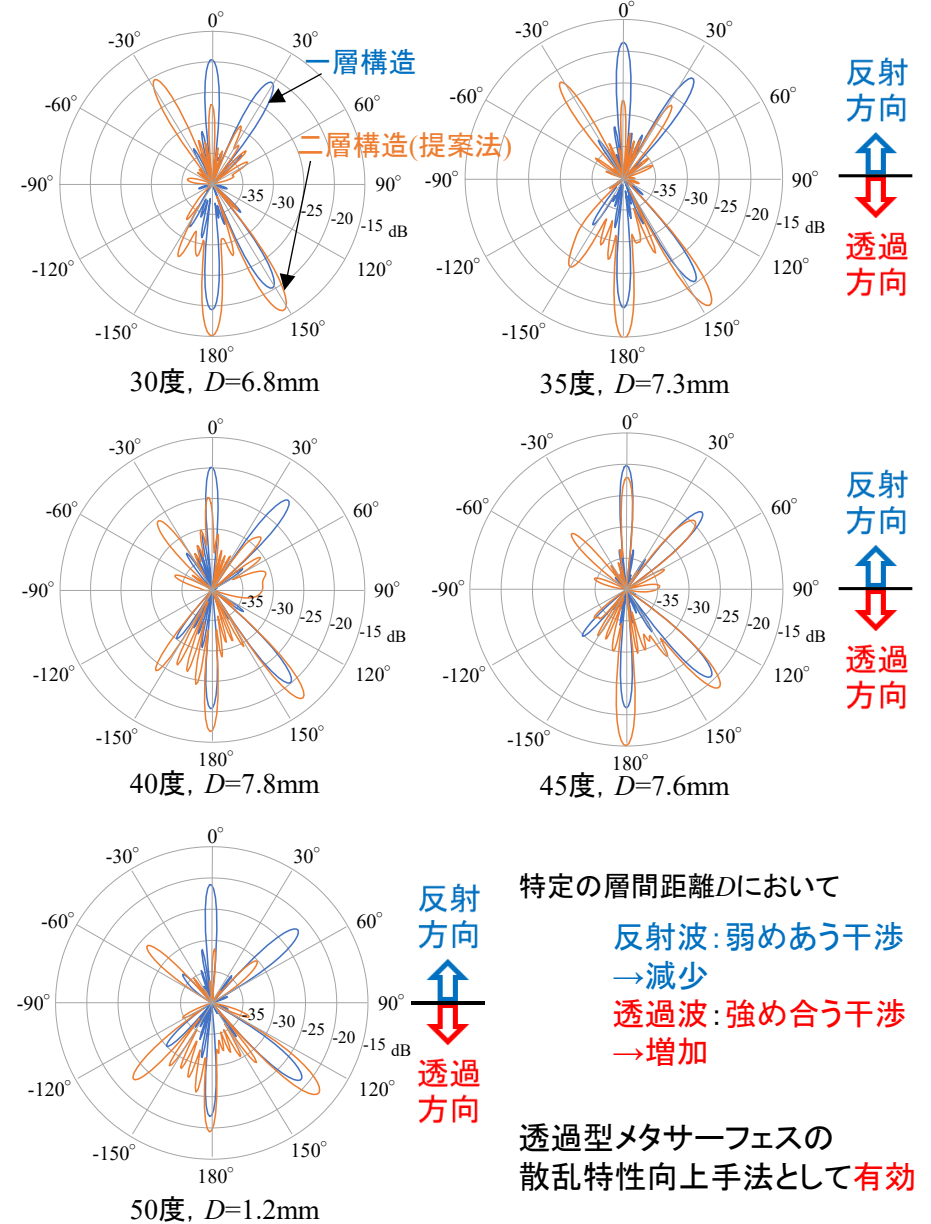 0°
-30°
30°
一層構造
-60°
60°
二層構造(提案法)
-90°
90°
-35
-30
-25
-20
-15
dB
-120°
120°
-150°
150°
180°
30度, D=6.8mm
0°
-30°
30°
-60°
60°
-90°
90°
-35
-30
-25
-20
-15
dB
-120°
120°
-150°
150°
180°
35度, D=7.3mm
反射
方向
透過
方向
0°
-30°
30°
-60°
60°
-90°
90°
-35
-30
-25
-20
-15
dB
-120°
120°
-150°
150°
180°
40度, D=7.8mm
0°
-30°
30°
-60°
60°
-90°
90°
-35
-30
-25
-20
-15
dB
-120°
120°
-150°
150°
180°
45度, D=7.6mm
反射
方向
透過
方向
0°
-30°
30°
-60°
60°
-90°
90°
-35
-30
-25
-20
-15
dB
-120°
120°
-150°
150°
180°
50度, D=1.2mm
反射
方向
透過
方向
特定の層間距離Dにおいて
反射波:弱めあう干渉
→減少
透過波:強め合う干渉
→増加
透過型メタサーフェスの
散乱特性向上手法として有効